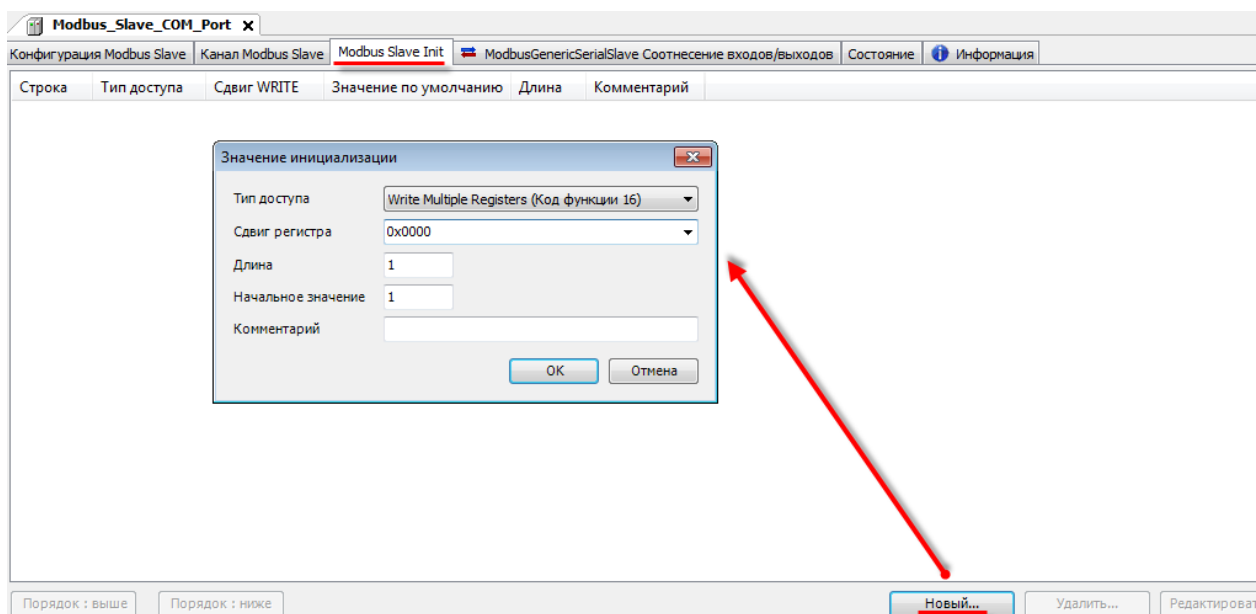 Modbus_Slave_COM_Port x
Конфигурация Modbus Slave Канал Modbus Slave Modbus Slave Init ModbusGenericSerialSlave Соотнесение входов/выходов Состояние Информация
Строка Тип доступа Сдвиг WRITE Значение по умолчанию Длина Комментарий
Значение инициализации
Тип доступа Write Multiple Registers (Код функции 16)
Сдвиг регистра 0x0000
Длина 1
Начальное значение 1
Комментарий
OK Отмена
Порядок : выше Порядок : ниже Новый... Удалить... Редактироват